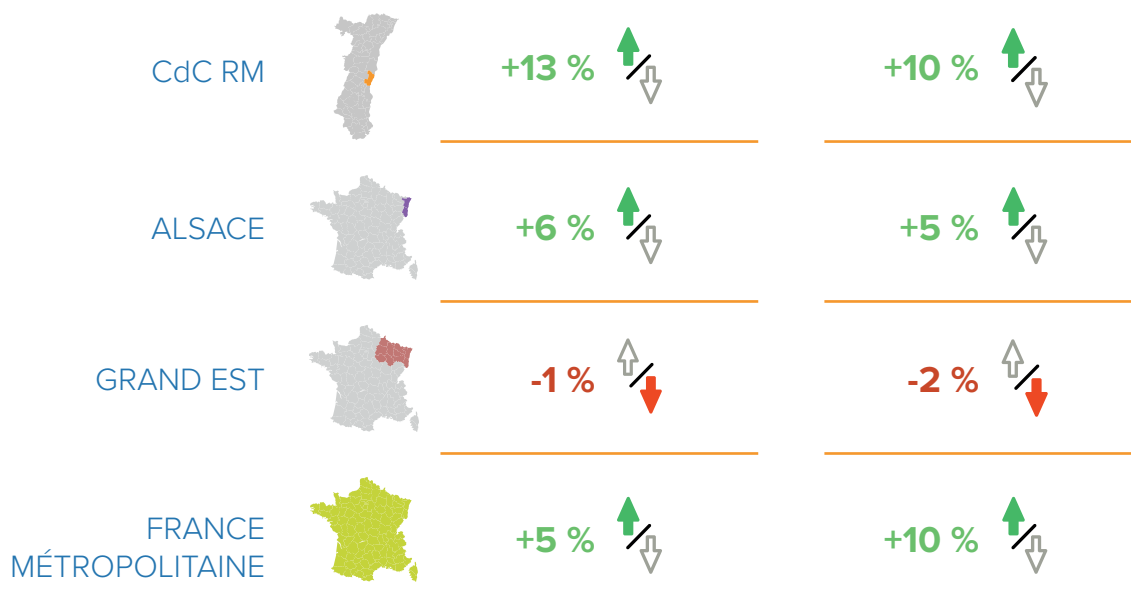 CdC RM
+13 %
+10 %
ALSACE
+6 %
+5 %
GRAND EST
-1 %
-2 %
FRANCE
MÉTROPOLITAINE
+5 %
+10 %